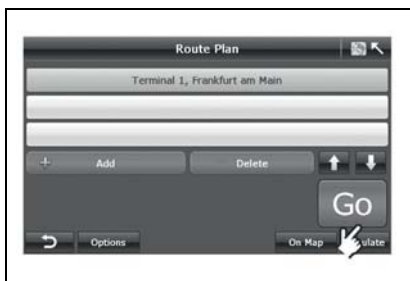 Route Plan
Terminal 1, Frankfurt am Main
+ Add Delete
Go
Options On Map